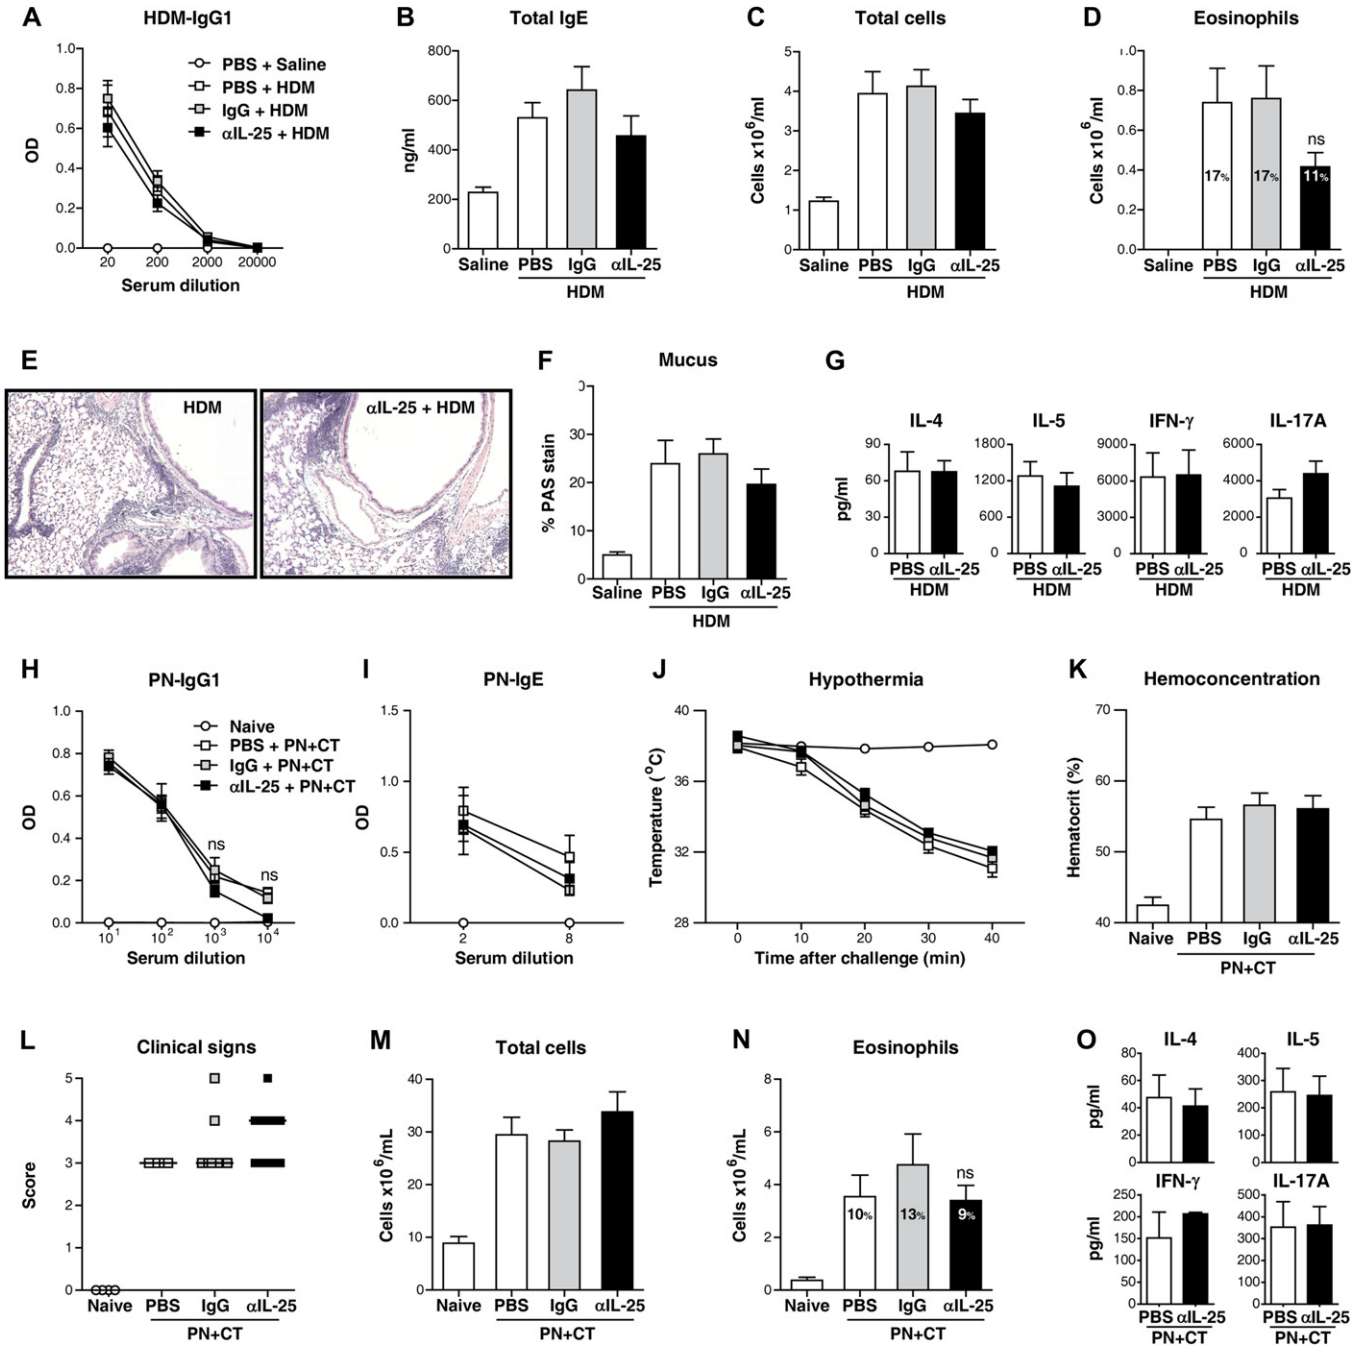 A
HDM-IgG1
1.0
0.8
0.6
0.4
0.2
0.0
OD
20 200 2000 20000
Serum dilution
PBS + Saline
PBS + HDM
IgG + HDM
αIL-25 + HDM
B
Total IgE
800
600
400
200
0
ng/ml
Saline PBS IgG αIL-25
HDM
C
Total cells
5
4
3
2
1
0
Cells x10⁶/ml
Saline PBS IgG αIL-25
HDM
D
Eosinophils
1.0
0.8
0.6
0.4
0.2
0.0
Cells x10⁶/ml
ns
17% 17% 11%
Saline PBS IgG αIL-25
HDM
E
HDM
αIL-25 + HDM
F
Mucus
30
20
10
0
% PAS stain
Saline PBS IgG αIL-25
HDM
G
IL-4
90
60
30
0
pg/ml
PBS αIL-25
HDM
IL-5
1800
1200
600
0
PBS αIL-25
HDM
IFN-γ
9000
6000
3000
0
PBS αIL-25
HDM
IL-17A
6000
4000
2000
0
PBS αIL-25
HDM
H
PN-IgG1
1.0
0.8
0.6
0.4
0.2
0.0
OD
Naive
PBS + PN+CT
IgG + PN+CT
αIL-25 + PN+CT
ns
ns
10¹ 10² 10³ 10⁴
Serum dilution
I
PN-IgE
1.5
1.0
0.5
0.0
OD
2 8
Serum dilution
J
Hypothermia
40
36
32
28
Temperature (°C)
0 10 20 30 40
Time after challenge (min)
K
Hemoconcentration
70
60
50
40
Hematocrit (%)
Naive PBS IgG αIL-25
PN+CT
L
Clinical signs
5
4
3
2
1
0
Score
Naive PBS IgG αIL-25
PN+CT
M
Total cells
40
30
20
10
0
Cells x10⁶/mL
Naive PBS IgG αIL-25
PN+CT
N
Eosinophils
8
6
4
2
0
Cells x10⁶/mL
ns
10% 13% 9%
Naive PBS IgG αIL-25
PN+CT
O
IL-4
80
60
40
20
0
pg/ml
IL-5
400
300
200
100
0
IFN-γ
250
200
150
100
50
0
pg/ml
PBS αIL-25
PN+CT
IL-17A
500
400
300
200
100
0
PBS αIL-25
PN+CT